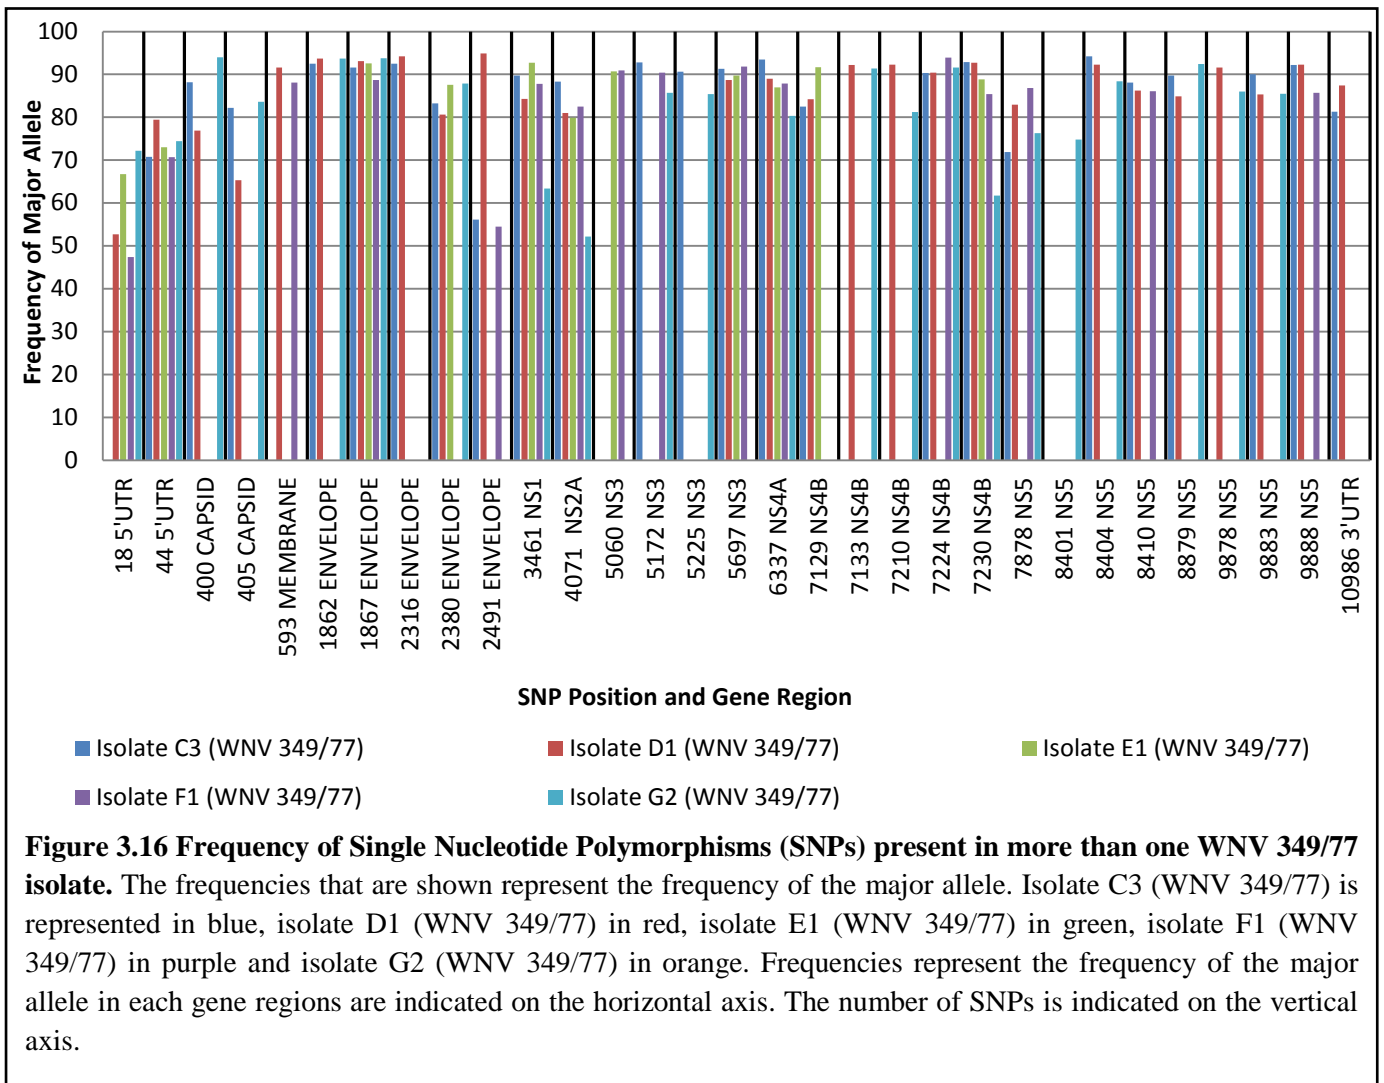 100
90
80
70
60
50
40
30
20
10
0
Frequency of Major Allele
18 5'UTR
44 5'UTR
400 CAPSID
405 CAPSID
593 MEMBRANE
1862 ENVELOPE
1867 ENVELOPE
2316 ENVELOPE
2380 ENVELOPE
2491 ENVELOPE
3461 NS1
4071 NS2A
5060 NS3
5172 NS3
5225 NS3
5697 NS3
6337 NS4A
7129 NS4B
7133 NS4B
7210 NS4B
7224 NS4B
7230 NS4B
7878 NS5
8401 NS5
8404 NS5
8410 NS5
8879 NS5
9878 NS5
9883 NS5
9888 NS5
10986 3'UTR
SNP Position and Gene Region
Isolate C3 (WNV 349/77)
Isolate D1 (WNV 349/77)
Isolate E1 (WNV 349/77)
Isolate F1 (WNV 349/77)
Isolate G2 (WNV 349/77)
Figure 3.16 Frequency of Single Nucleotide Polymorphisms (SNPs) present in more than one WNV 349/77
isolate. The frequencies that are shown represent the frequency of the major allele. Isolate C3 (WNV 349/77) is
represented in blue, isolate D1 (WNV 349/77) in red, isolate E1 (WNV 349/77) in green, isolate F1 (WNV
349/77) in purple and isolate G2 (WNV 349/77) in orange. Frequencies represent the frequency of the major
allele in each gene regions are indicated on the horizontal axis. The number of SNPs is indicated on the vertical
axis.